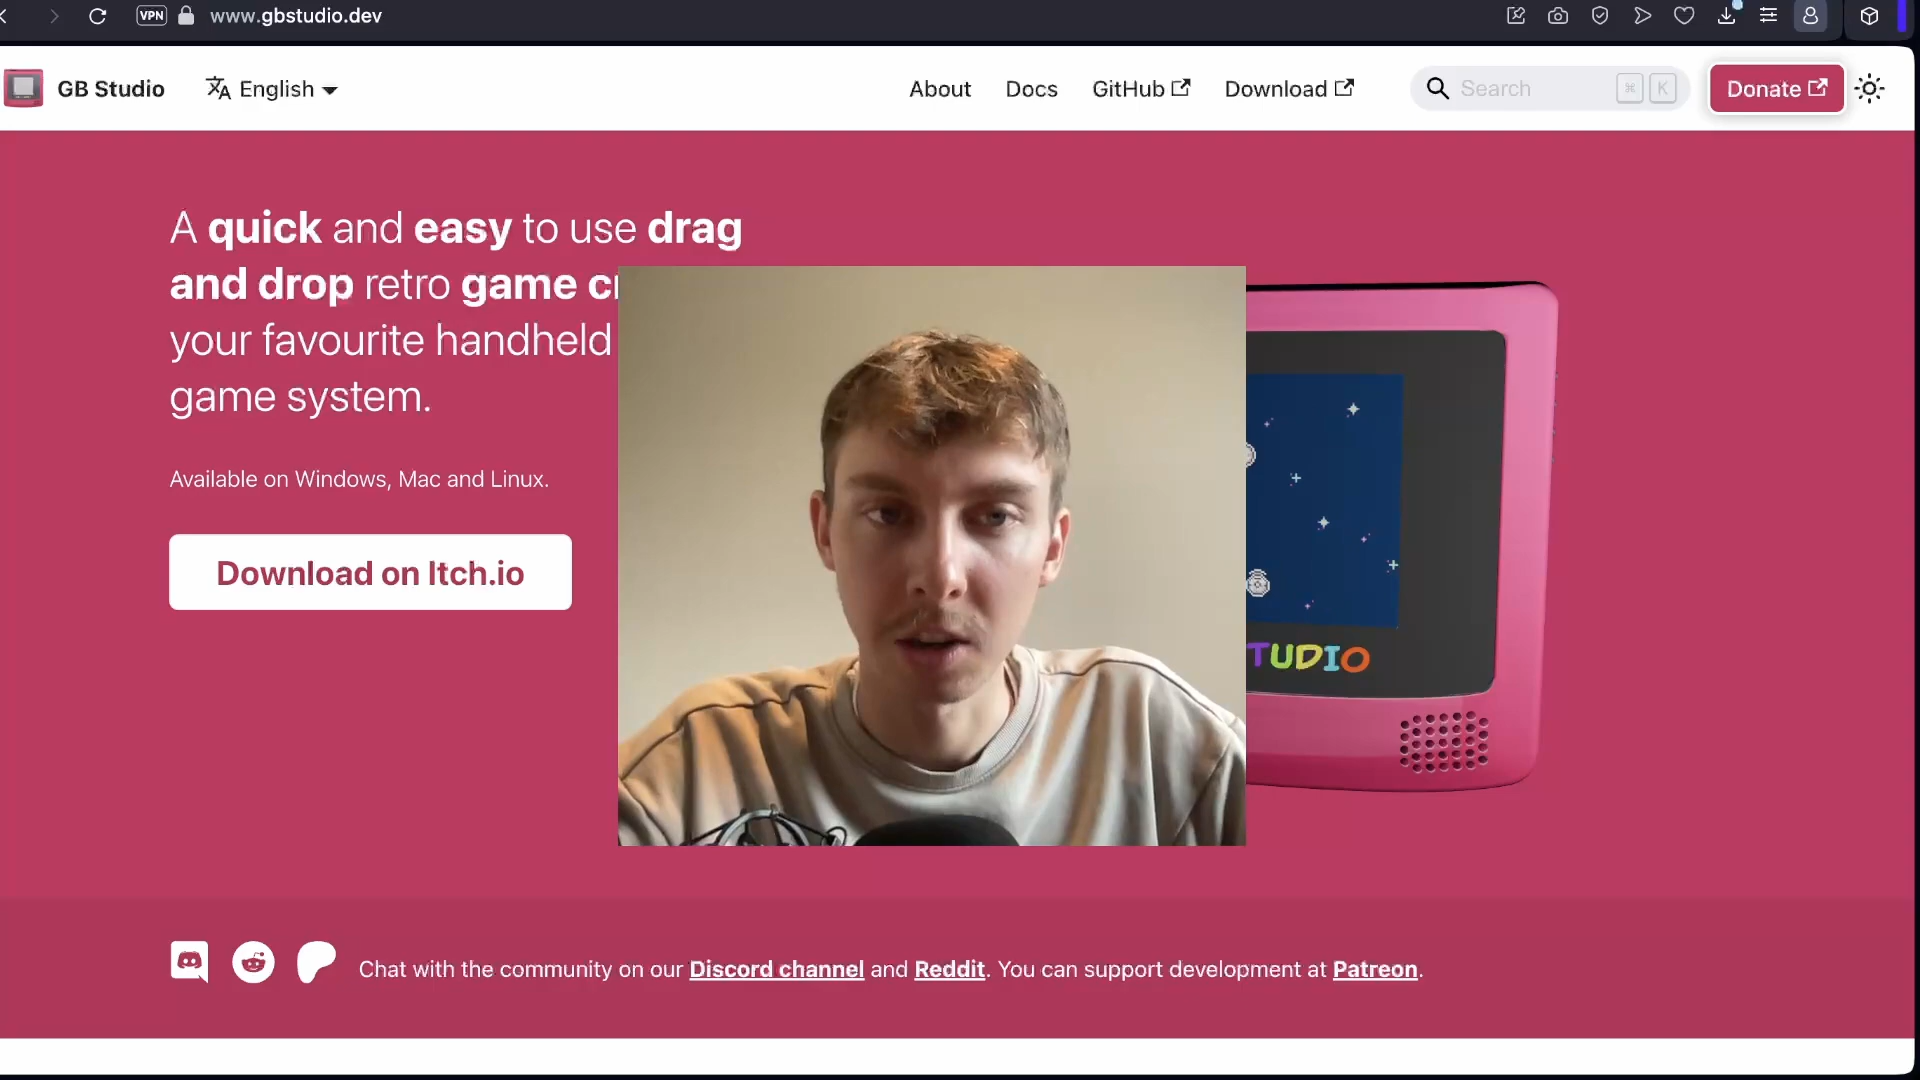 VPN www.gbstudio.dev
GB Studio English About Docs GitHub Download Search ⌘ K Donate
A quick and easy to use drag
and drop retro game
your favourite handheld
game system.
Available on Windows, Mac and Linux.
Download on Itch.io
TUDIO
Chat with the community on our Discord channel and Reddit. You can support development at Patreon.